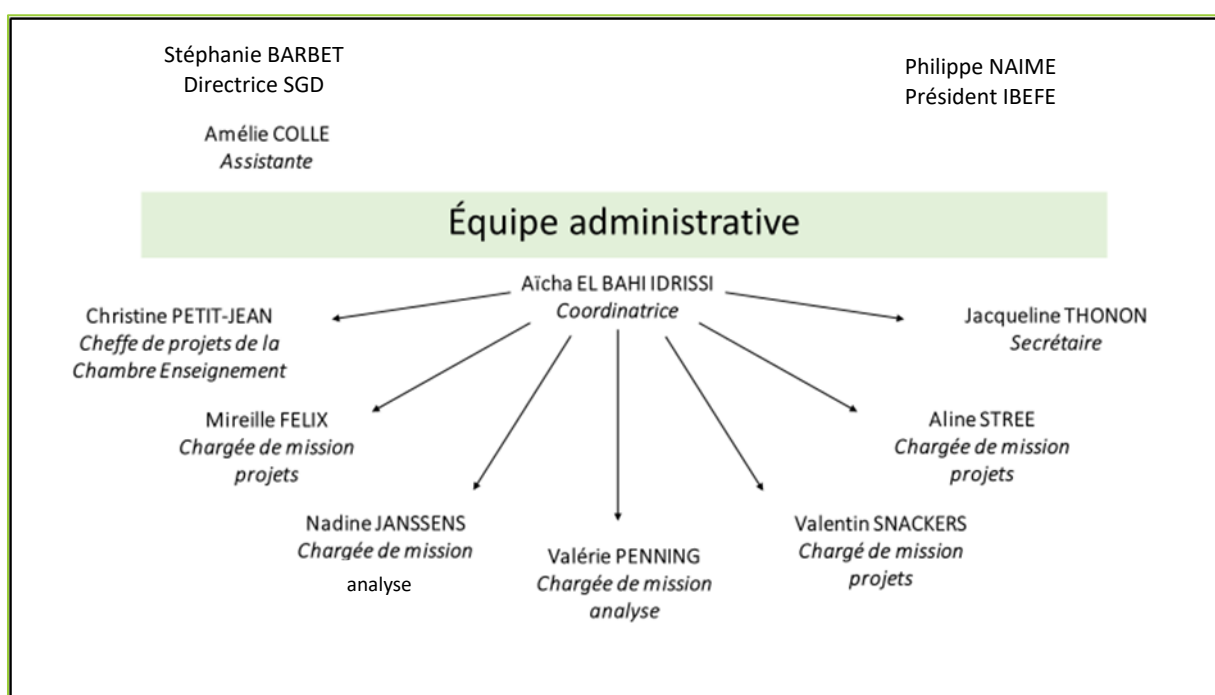 Stéphanie BARBET
Directrice SGD
Philippe NAIME
Président IBEFE
Amélie COLLE
Assistante
Équipe administrative
Aïcha EL BAHI IDRISSI
Coordinatrice
Christine PETIT-JEAN
Cheffe de projets de la
Chambre Enseignement
Jacqueline THONON
Secrétaire
Mireille FELIX
Chargée de mission
projets
Aline STREE
Chargée de mission
projets
Nadine JANSSENS
Chargée de mission
analyse
Valérie PENNING
Chargée de mission
analyse
Valentin SNACKERS
Chargé de mission
projets